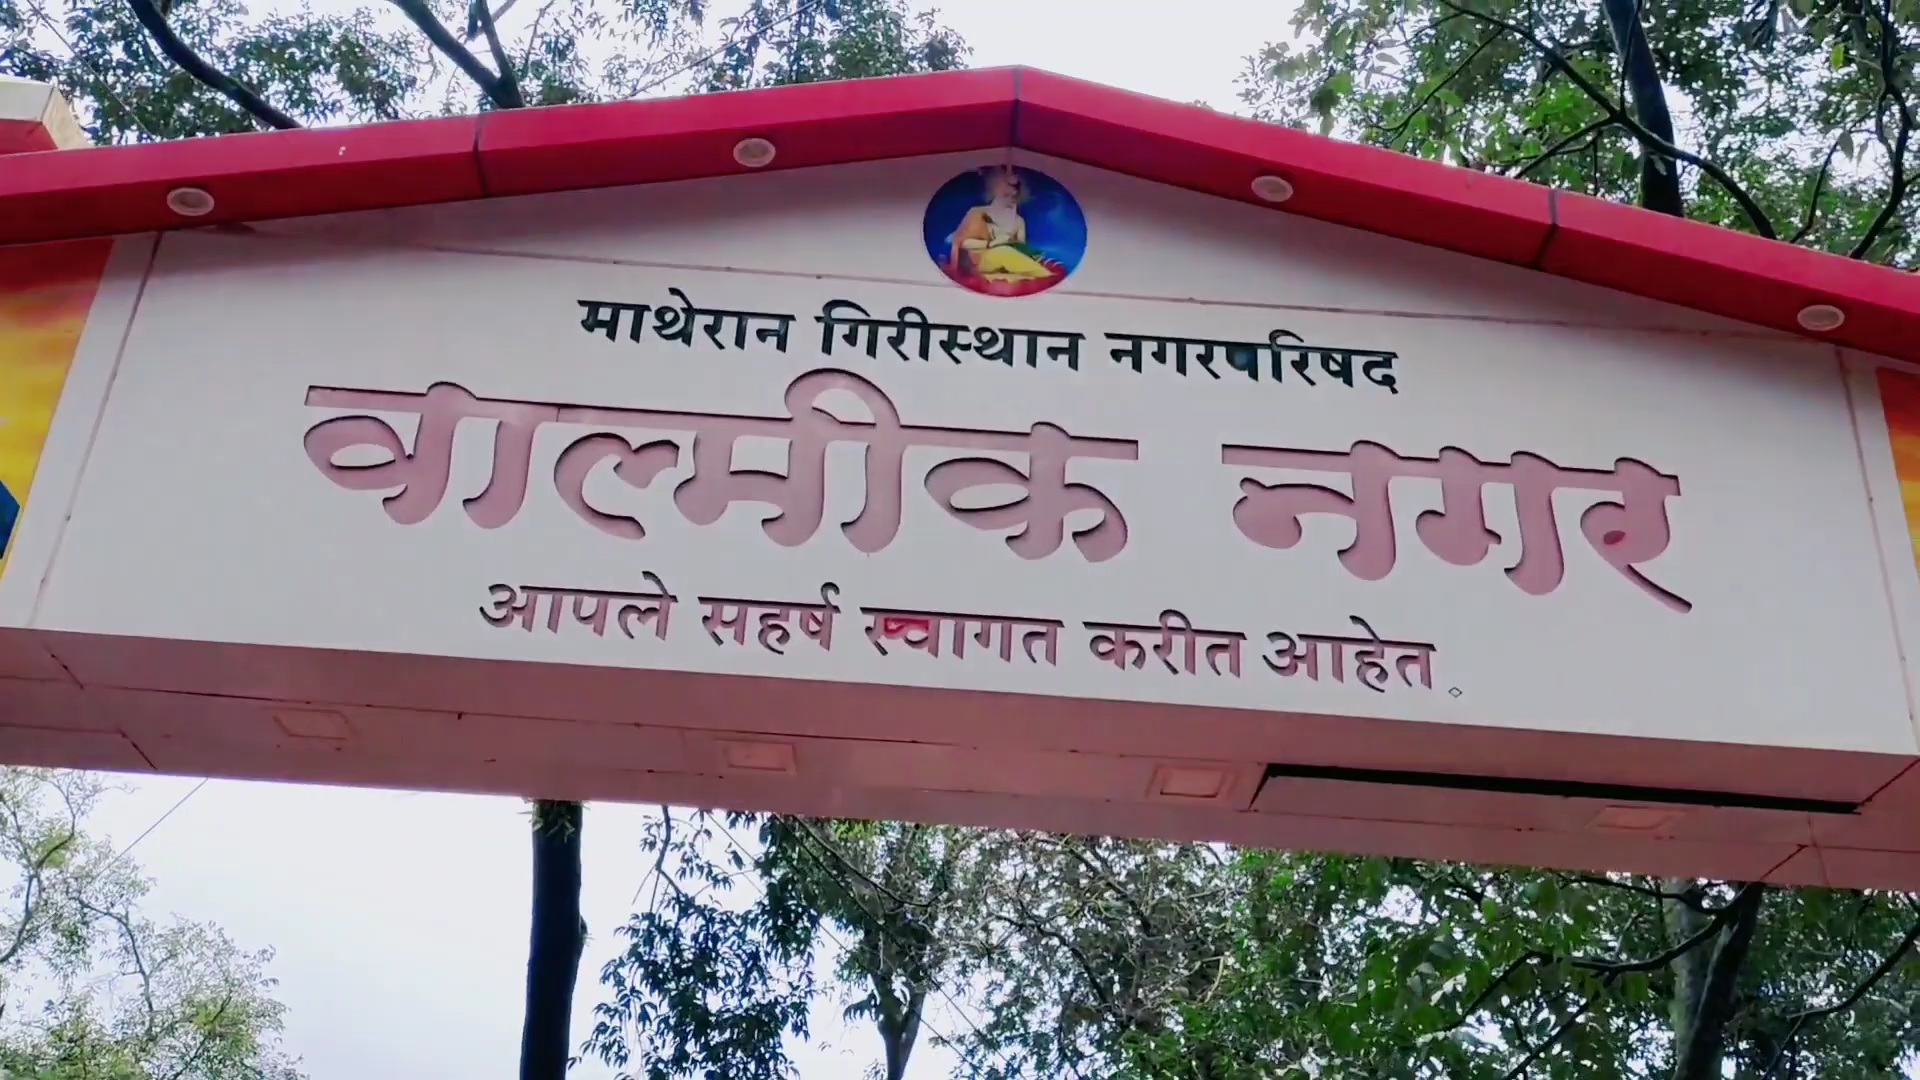 माथेरान गिरीस्थान नगरपरिषद
वाल्मीक नगर
आपले सहर्ष स्वागत करीत आहेत.